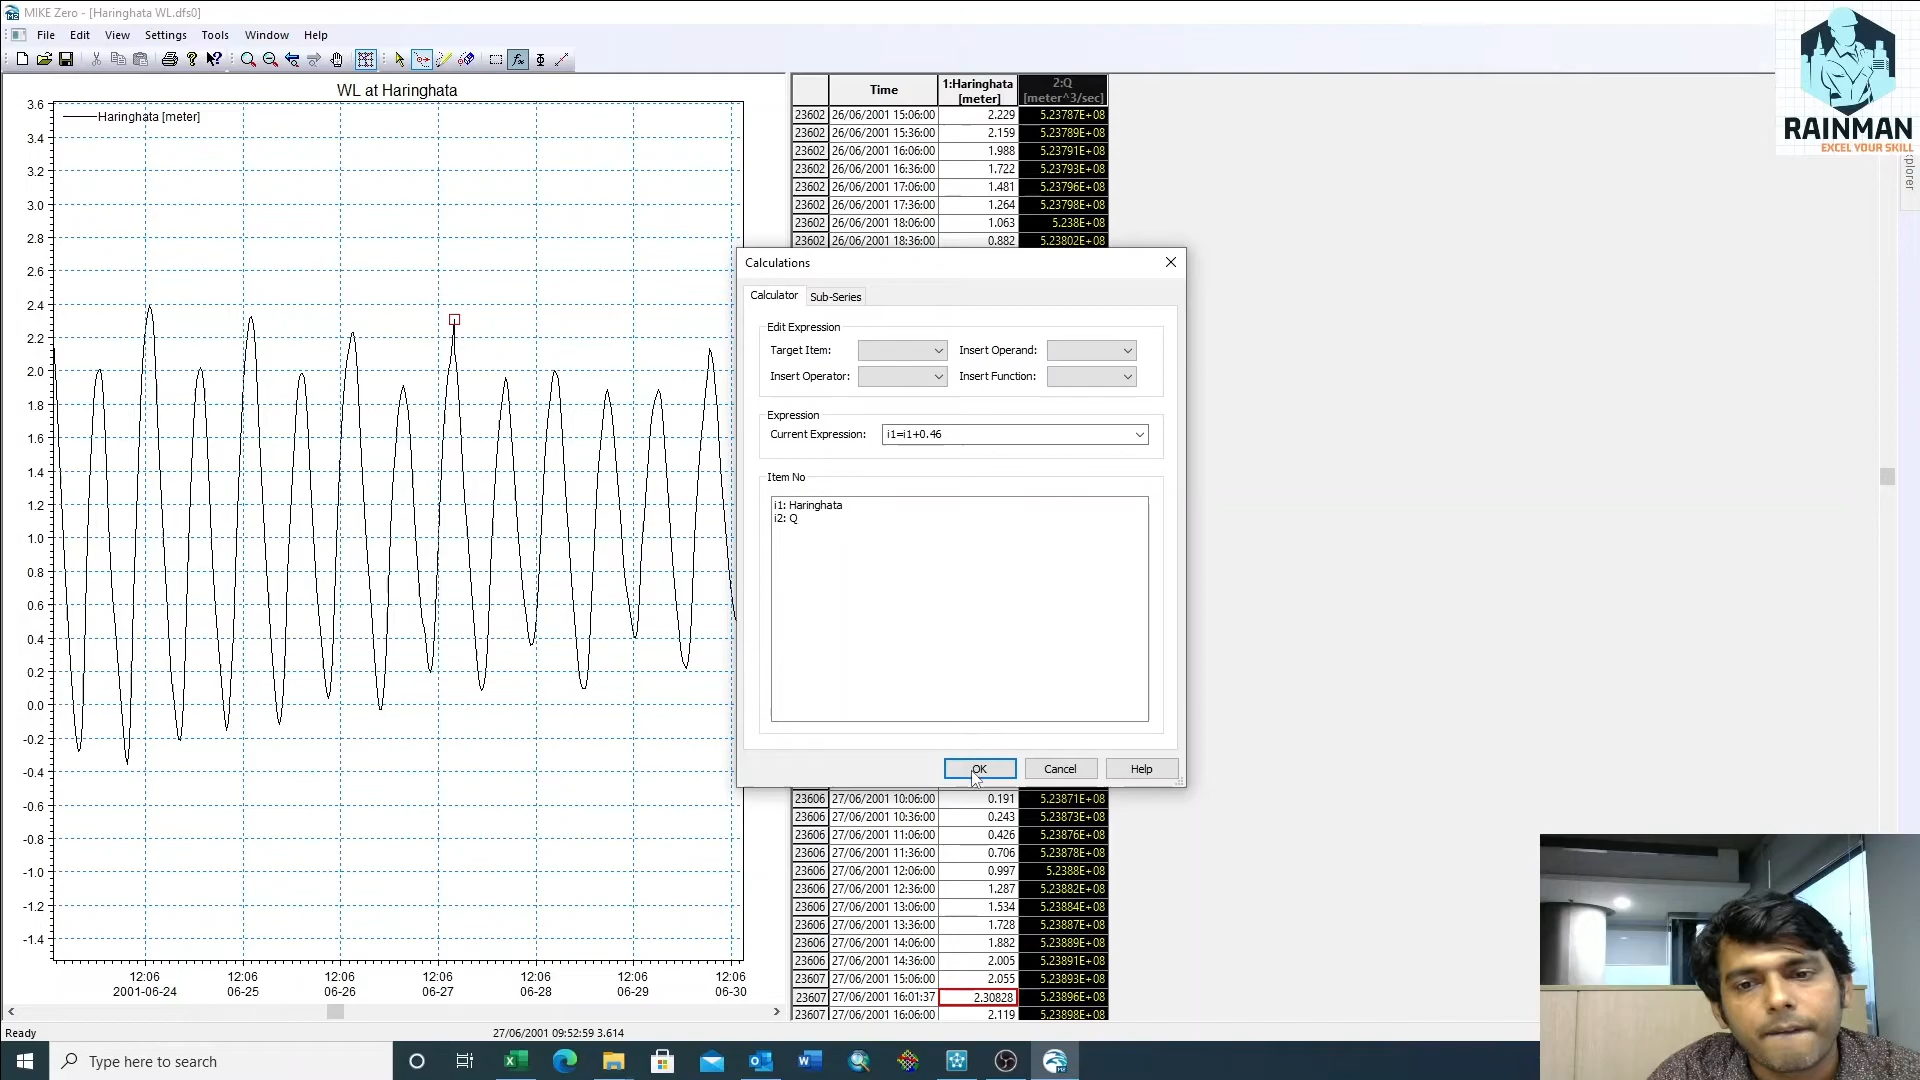 MIKE Zero - [Haringhata WL.dfs0]
File Edit View Settings Tools Window Help
WL at Haringhata
Haringhata [meter]
3.6
3.4
3.2
3.0
2.8
2.6
2.4
2.2
2.0
1.8
1.6
1.4
1.2
1.0
0.8
0.6
0.4
0.2
0.0
-0.2
-0.4
-0.6
-0.8
-1.0
-1.2
-1.4
12:06 12:06 12:06 12:06 12:06 12:06 12:06
2001-06-24 06-25 06-26 06-27 06-28 06-29 06-30
Time 1:Haringhata [meter] 2:Q [meter^3/sec]
23602 26/06/2001 15:06:00 2.229 5.23787E+08
23602 26/06/2001 15:36:00 2.159 5.23789E+08
23602 26/06/2001 16:06:00 1.988 5.23791E+08
23602 26/06/2001 16:36:00 1.722 5.23793E+08
23602 26/06/2001 17:06:00 1.481 5.23796E+08
23602 26/06/2001 17:36:00 1.264 5.23798E+08
23602 26/06/2001 18:06:00 1.063 5.238E+08
23602 26/06/2001 18:36:00 0.882 5.23802E+08
Calculations
Calculator Sub-Series
Edit Expression
Target Item: Insert Operand:
Insert Operator: Insert Function:
Expression
Current Expression: i1=i1+0.46
Item No
i1: Haringhata
i2: Q
OK Cancel Help
23606 27/06/2001 10:06:00 0.191 5.23871E+08
23606 27/06/2001 10:36:00 0.243 5.23873E+08
23606 27/06/2001 11:06:00 0.426 5.23876E+08
23606 27/06/2001 11:36:00 0.706 5.23878E+08
23606 27/06/2001 12:06:00 0.997 5.2388E+08
23606 27/06/2001 12:36:00 1.287 5.23882E+08
23606 27/06/2001 13:06:00 1.534 5.23884E+08
23606 27/06/2001 13:36:00 1.728 5.23887E+08
23606 27/06/2001 14:06:00 1.882 5.23889E+08
23606 27/06/2001 14:36:00 2.005 5.23891E+08
23607 27/06/2001 15:06:00 2.055 5.23893E+08
23607 27/06/2001 16:01:37 2.30828 5.23896E+08
23607 27/06/2001 16:06:00 2.119 5.23898E+08
RAINMAN
EXCEL YOUR SKILL
plorer
Ready 27/06/2001 09:52:59 3.614
Type here to search